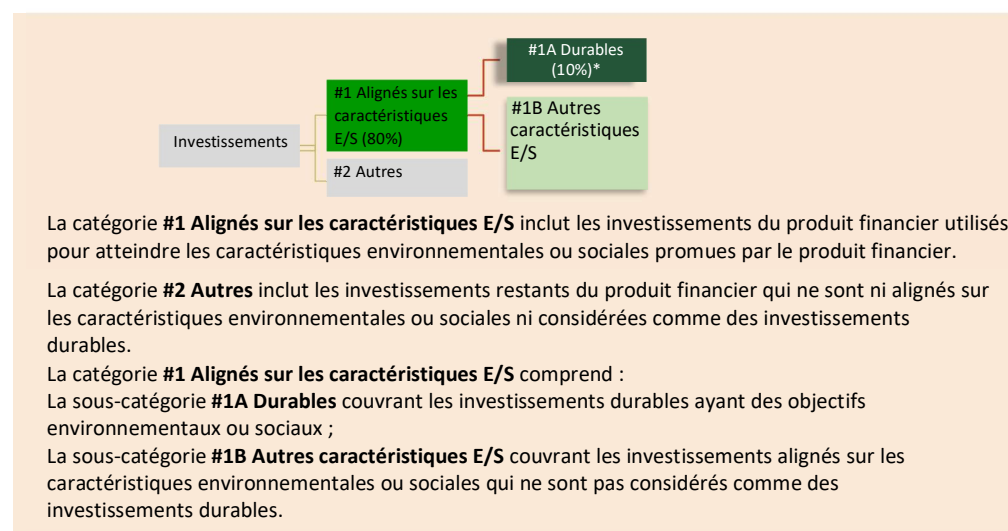 #1A Durables
(10%)*
#1 Alignés sur les
caractéristiques
E/S (80%)
#1B Autres
caractéristiques
E/S
Investissements
#2 Autres
La catégorie #1 Alignés sur les caractéristiques E/S inclut les investissements du produit financier utilisés
pour atteindre les caractéristiques environnementales ou sociales promues par le produit financier.
La catégorie #2 Autres inclut les investissements restants du produit financier qui ne sont ni alignés sur
les caractéristiques environnementales ou sociales ni considérées comme des investissements
durables.
La catégorie #1 Alignés sur les caractéristiques E/S comprend :
La sous-catégorie #1A Durables couvrant les investissements durables ayant des objectifs
environnementaux ou sociaux ;
La sous-catégorie #1B Autres caractéristiques E/S couvrant les investissements alignés sur les
caractéristiques environnementales ou sociales qui ne sont pas considérés comme des
investissements durables.